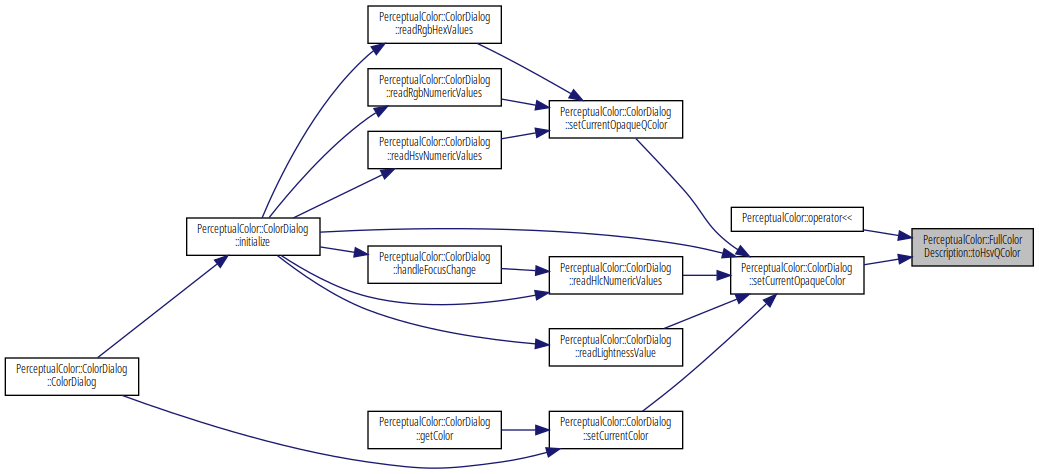 PerceptualColor::ColorDialog
::readRgbHexValues
PerceptualColor::ColorDialog
::readRgbNumericValues
PerceptualColor::ColorDialog
::setCurrentOpaqueQColor
PerceptualColor::ColorDialog
::readHsvNumericValues
PerceptualColor::operator<<
PerceptualColor::ColorDialog
::initialize
PerceptualColor::FullColor
Description::toHsvQColor
PerceptualColor::ColorDialog
::handleFocusChange
PerceptualColor::ColorDialog
::readHlcNumericValues
PerceptualColor::ColorDialog
::setCurrentOpaqueColor
PerceptualColor::ColorDialog
::readLightnessValue
PerceptualColor::ColorDialog
::ColorDialog
PerceptualColor::ColorDialog
::getColor
PerceptualColor::ColorDialog
::setCurrentColor